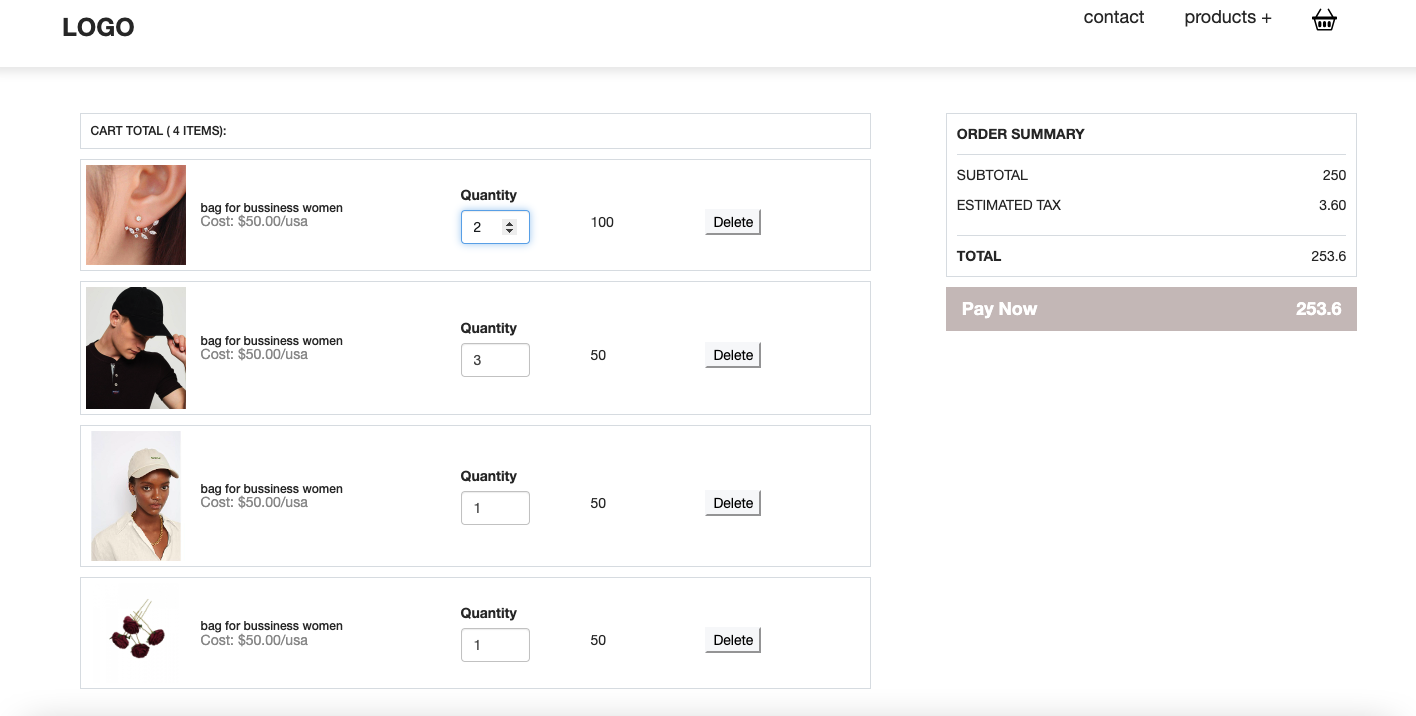 LOGO
contact products +
CART TOTAL ( 4 ITEMS):
bag for bussiness women
Cost: $50.00/usa
Quantity
2
100
Delete
bag for bussiness women
Cost: $50.00/usa
Quantity
3
50
Delete
bag for bussiness women
Cost: $50.00/usa
Quantity
1
50
Delete
bag for bussiness women
Cost: $50.00/usa
Quantity
1
50
Delete
ORDER SUMMARY
SUBTOTAL 250
ESTIMATED TAX 3.60
TOTAL 253.6
Pay Now 253.6